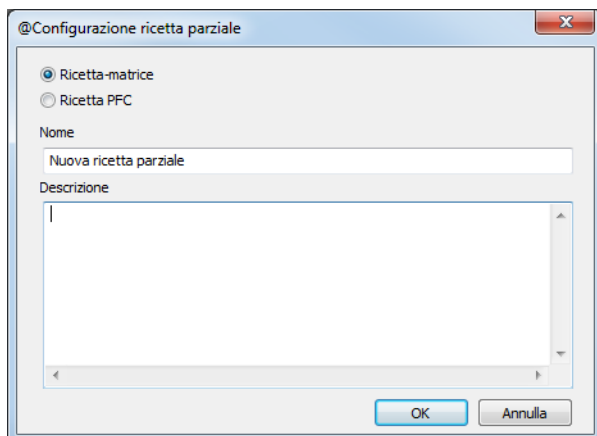 @Configurazione ricetta parziale
Ricetta-matrice
Ricetta PFC
Nome
Nuova ricetta parziale
Descrizione
OK Annulla